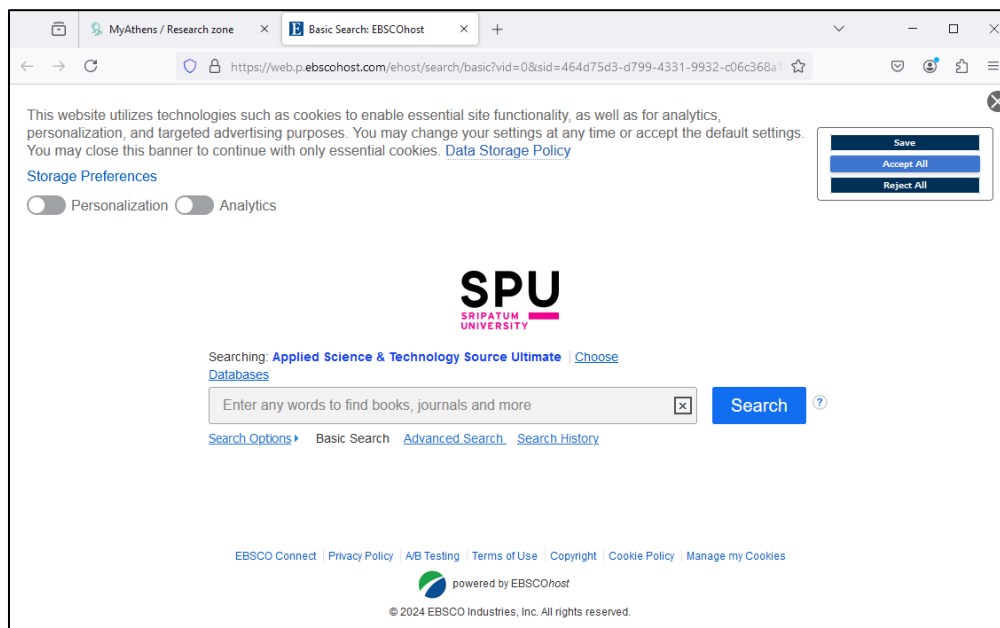 MyAthens / Research zone
Basic Search: EBSCOhost
https://web.p.ebscohost.com/ehost/search/basic?vid=0&sid=464d75d3-d799-4331-9932-c06c368a1
This website utilizes technologies such as cookies to enable essential site functionality, as well as for analytics,
personalization, and targeted advertising purposes. You may change your settings at any time or accept the default settings.
You may close this banner to continue with only essential cookies. Data Storage Policy
Save
Accept All
Reject All
Storage Preferences
Personalization Analytics
SPU
SRIPATUM
UNIVERSITY
Searching: Applied Science & Technology Source Ultimate Choose
Databases
Enter any words to find books, journals and more
Search
?
Search Options Basic Search Advanced Search Search History
EBSCO Connect Privacy Policy A/B Testing Terms of Use Copyright Cookie Policy Manage my Cookies
powered by EBSCOhost
© 2024 EBSCO Industries, Inc. All rights reserved.